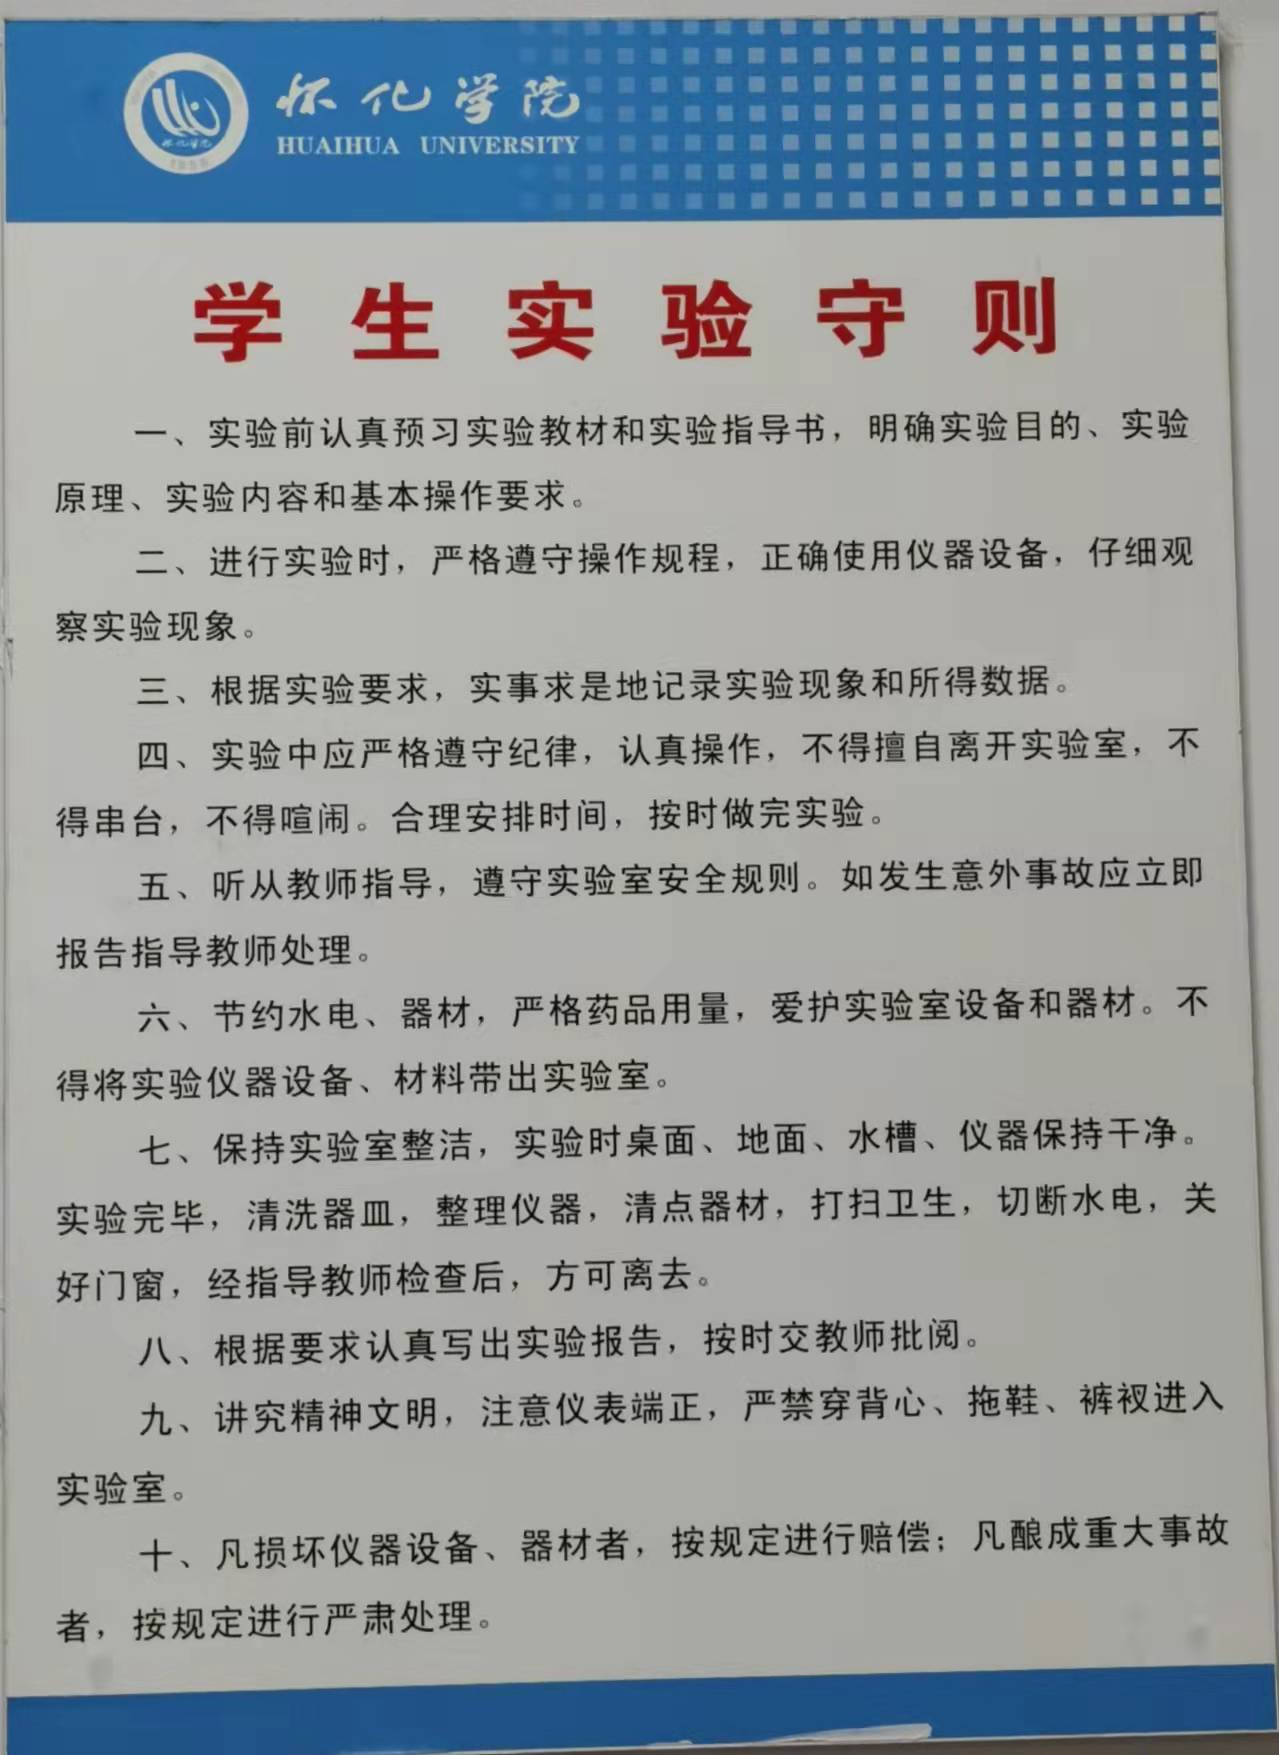 怀化学院
HUAIHUA UNIVERSITY
怀化学院
学生实验守则
一、实验前认真预习实验教材和实验指导书，明确实验目的、实验
原理、实验内容和基本操作要求。
二、进行实验时，严格遵守操作规程，正确使用仪器设备，仔细观
察实验现象。
三、根据实验要求，实事求是地记录实验现象和所得数据。
四、实验中应严格遵守纪律，认真操作，不得擅自离开实验室，不
得串台，不得喧闹。合理安排时间，按时做完实验。
五、听从教师指导，遵守实验室安全规则。如发生意外事故应立即
报告指导教师处理。
六、节约水电、器材，严格药品用量，爱护实验室设备和器材。不
得将实验仪器设备、材料带出实验室。
七、保持实验室整洁，实验时桌面、地面、水槽、仪器保持干净。
实验完毕，清洗器皿，整理仪器，清点器材，打扫卫生，切断水电，关
好门窗，经指导教师检查后，方可离去。
八、根据要求认真写出实验报告，按时交教师批阅。
九、讲究精神文明，注意仪表端正，严禁穿背心、拖鞋、裤衩进入
实验室。
十、凡损坏仪器设备、器材者，按规定进行赔偿；凡酿成重大事故
者，按规定进行严肃处理。